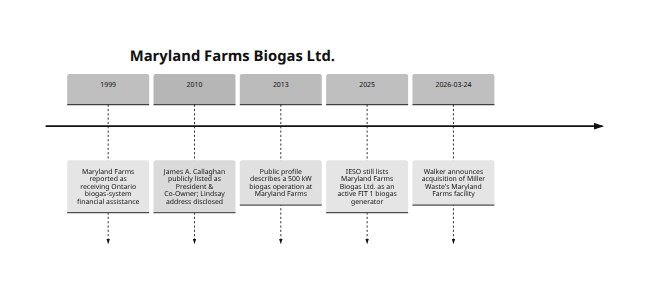 Maryland Farms Biogas Ltd.
1999
2010
2013
2025
2026-03-24
Maryland Farms
reported as
receiving Ontario
biogas-system
financial assistance
James A. Callaghan
publicly listed as
President &
Co-Owner; Lindsay
address disclosed
Public profile
describes a 500 kW
biogas operation at
Maryland Farms
IESO still lists
Maryland Farms
Biogas Ltd. as an
active FIT 1 biogas
generator
Walker announces
acquisition of Miller
Waste's Maryland
Farms facility